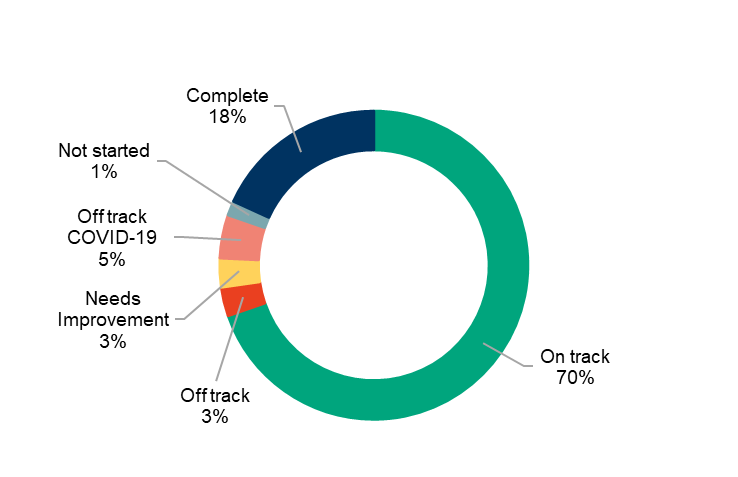 Complete
18%
Not started
1%
Off track
COVID-19
5%
Needs
Improvement
3%
Off track
3%
On track
70%